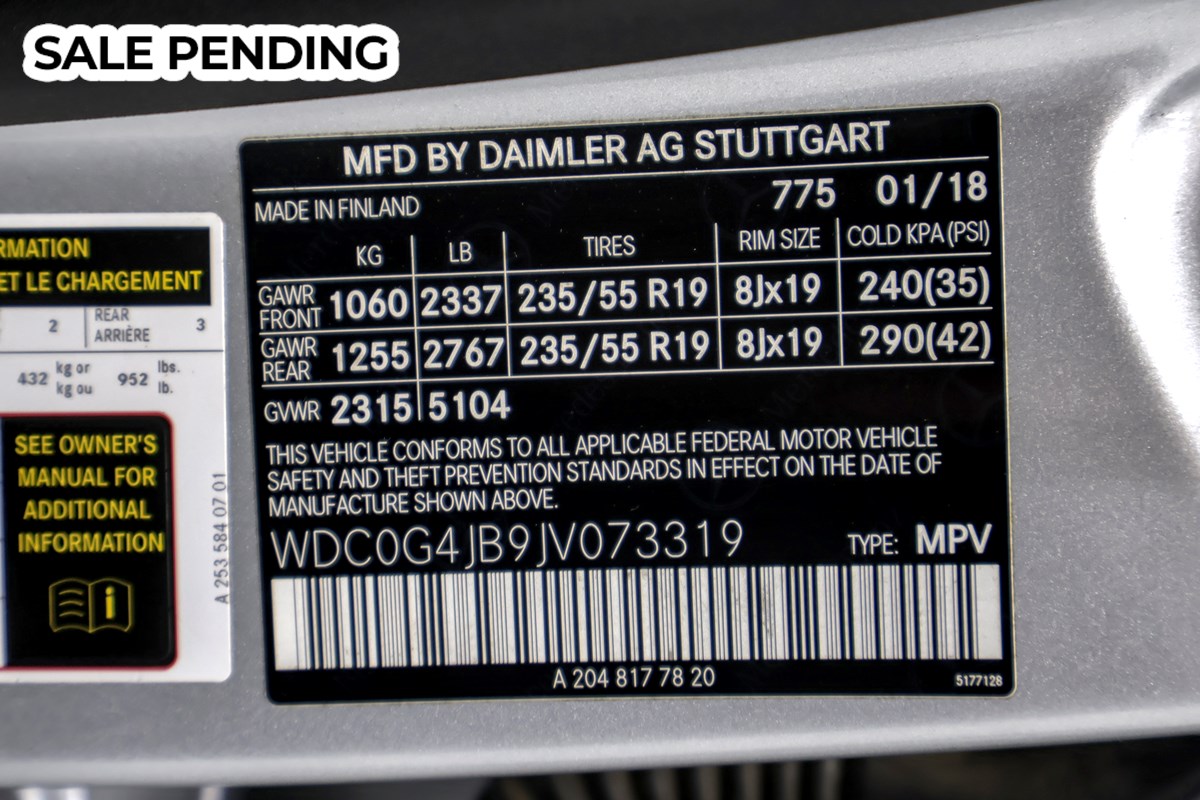 SALE PENDING
MFD BY DAIMLER AG STUTTGART
MADE IN FINLAND 775 01/18
KG LB TIRES RIM SIZE COLD KPA (PSI)
GAWR FRONT 1060 2337 235/55 R19 8Jx19 240(35)
GAWR REAR 1255 2767 235/55 R19 8Jx19 290(42)
GVWR 2315 5104
THIS VEHICLE CONFORMS TO ALL APPLICABLE FEDERAL MOTOR VEHICLE
SAFETY AND THEFT PREVENTION STANDARDS IN EFFECT ON THE DATE OF
MANUFACTURE SHOWN ABOVE.
WDC0G4JB9JV073319 TYPE: MPV
A 204 817 78 20
5177128
RMATION
ET LE CHARGEMENT
2 REAR ARRIÈRE 3
432 kg or kg ou 952 lbs. lb.
SEE OWNER'S
MANUAL FOR
ADDITIONAL
INFORMATION
A 253 584 07 01